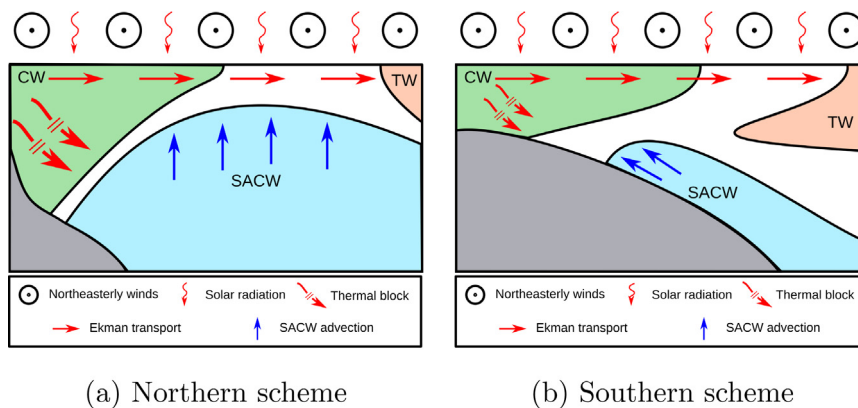 CW
TW
SACW
Northeasterly winds
Solar radiation
Thermal block
Ekman transport
SACW advection
(a) Northern scheme
CW
TW
SACW
Northeasterly winds
Solar radiation
Thermal block
Ekman transport
SACW advection
(b) Southern scheme